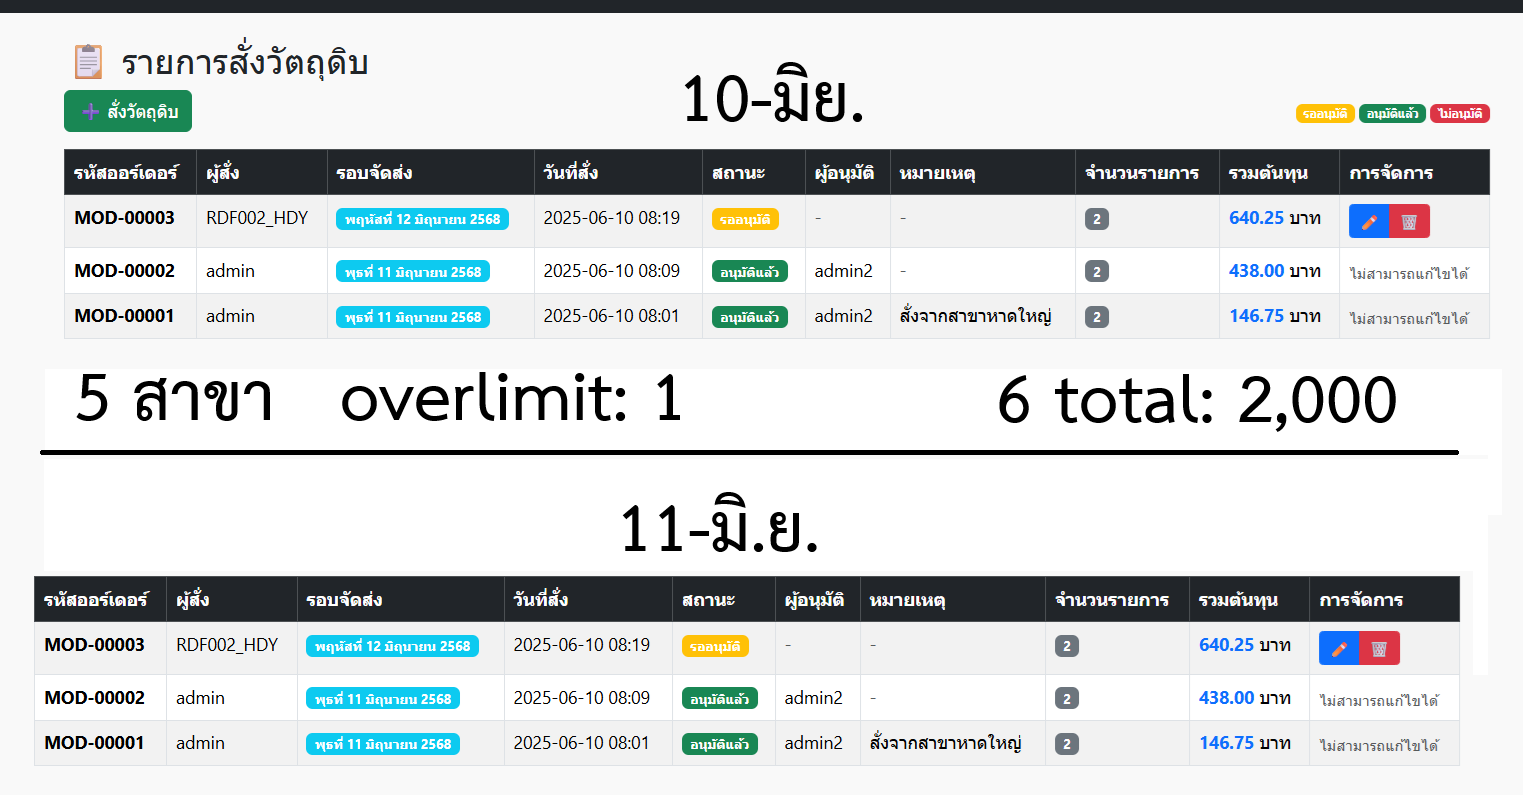 รายการสั่งวัตถุดิบ
สั่งวัตถุดิบ
10-มิย.
รออนุมัติ อนุมัติแล้ว ไม่อนุมัติ
รหัสออร์เดอร์ ผู้สั่ง รอบจัดส่ง วันที่สั่ง สถานะ ผู้อนุมัติ หมายเหตุ จำนวนรายการ รวมต้นทุน การจัดการ
MOD-00003 RDF002_HDY พฤหัสที่ 12 มิถุนายน 2568 2025-06-10 08:19 รออนุมัติ - - 2 640.25 บาท
MOD-00002 admin พุธที่ 11 มิถุนายน 2568 2025-06-10 08:09 อนุมัติแล้ว admin2 - 2 438.00 บาท ไม่สามารถแก้ไขได้
MOD-00001 admin พุธที่ 11 มิถุนายน 2568 2025-06-10 08:01 อนุมัติแล้ว admin2 สั่งจากสาขาหาดใหญ่ 2 146.75 บาท ไม่สามารถแก้ไขได้
5 สาขา overlimit: 1 6 total: 2,000
11-มิ.ย.
รหัสออร์เดอร์ ผู้สั่ง รอบจัดส่ง วันที่สั่ง สถานะ ผู้อนุมัติ หมายเหตุ จำนวนรายการ รวมต้นทุน การจัดการ
MOD-00003 RDF002_HDY พฤหัสที่ 12 มิถุนายน 2568 2025-06-10 08:19 รออนุมัติ - - 2 640.25 บาท
MOD-00002 admin พุธที่ 11 มิถุนายน 2568 2025-06-10 08:09 อนุมัติแล้ว admin2 - 2 438.00 บาท ไม่สามารถแก้ไขได้
MOD-00001 admin พุธที่ 11 มิถุนายน 2568 2025-06-10 08:01 อนุมัติแล้ว admin2 สั่งจากสาขาหาดใหญ่ 2 146.75 บาท ไม่สามารถแก้ไขได้